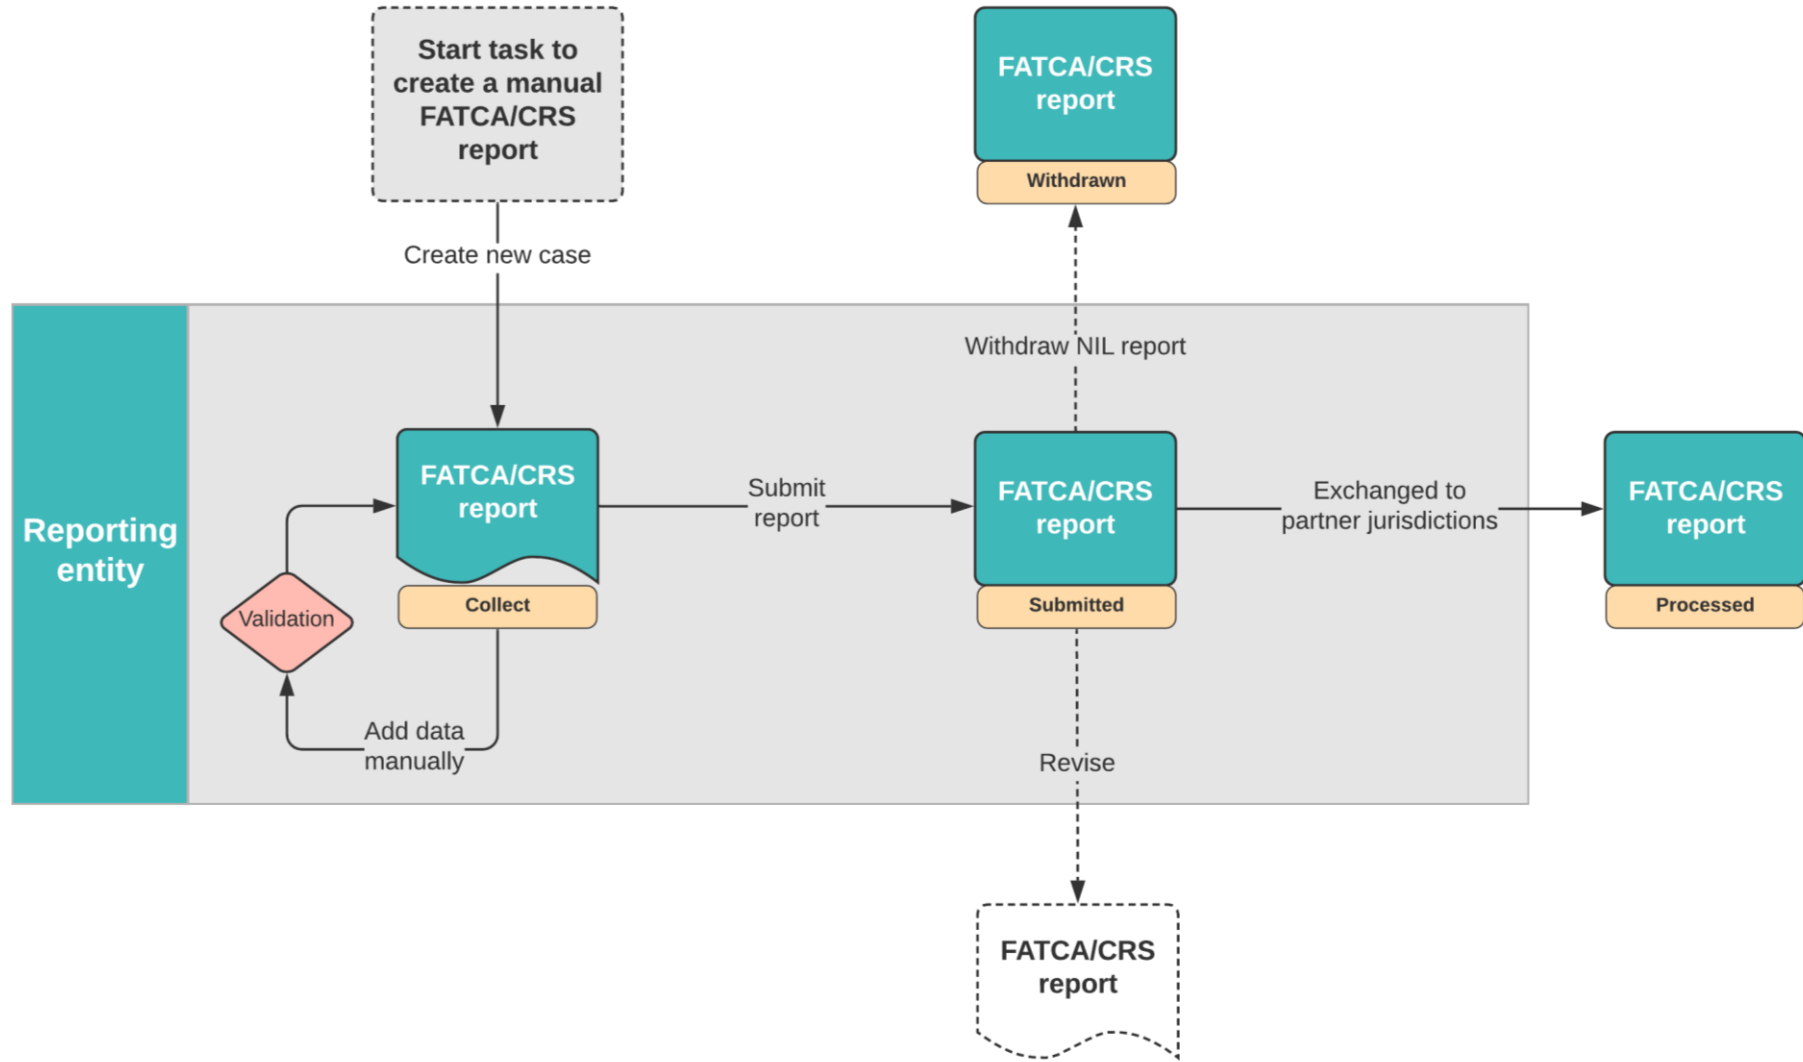 Start task to
create a manual
FATCA/CRS
report
FATCA/CRS
report
Withdrawn
Create new case
Withdraw NIL report
Reporting
entity
FATCA/CRS
report
Collect
Validation
Add data
manually
Submit
report
FATCA/CRS
report
Submitted
Exchanged to
partner jurisdictions
FATCA/CRS
report
Processed
Revise
FATCA/CRS
report